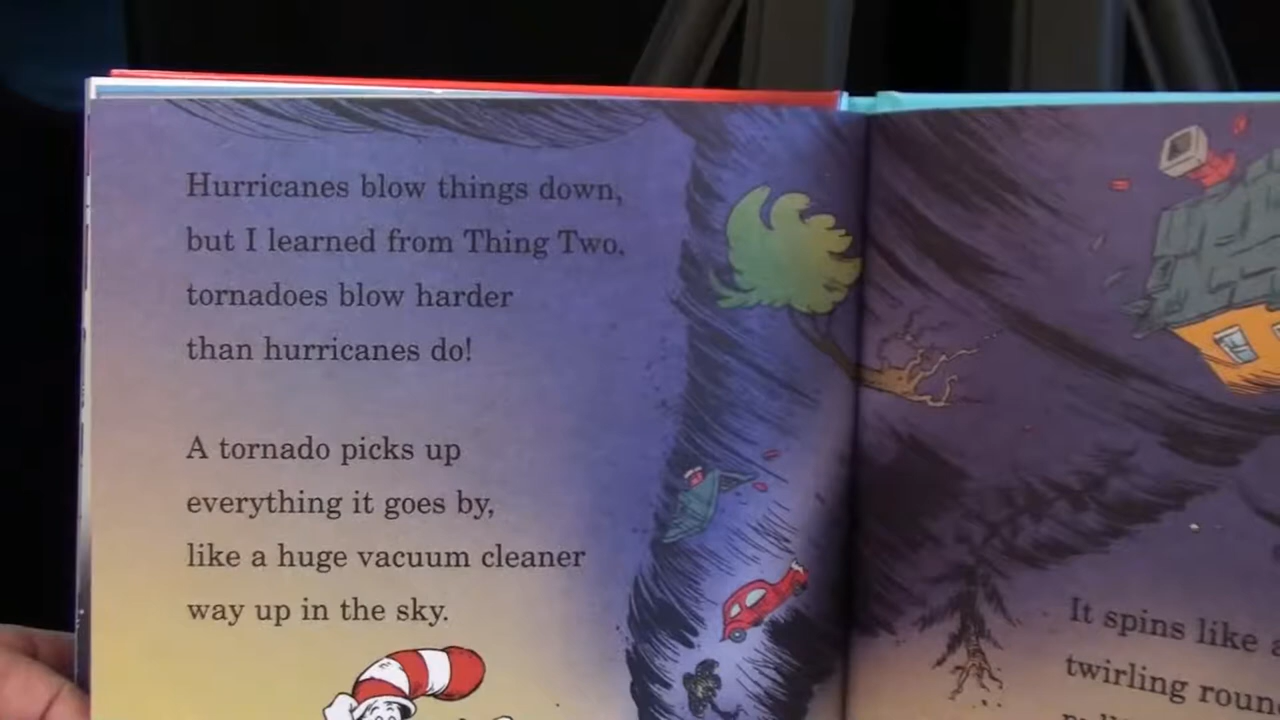 Hurricanes blow things down,
but I learned from Thing Two,
tornadoes blow harder
than hurricanes do!
A tornado picks up
everything it goes by,
like a huge vacuum cleaner
way up in the sky.
It spins like
twirling